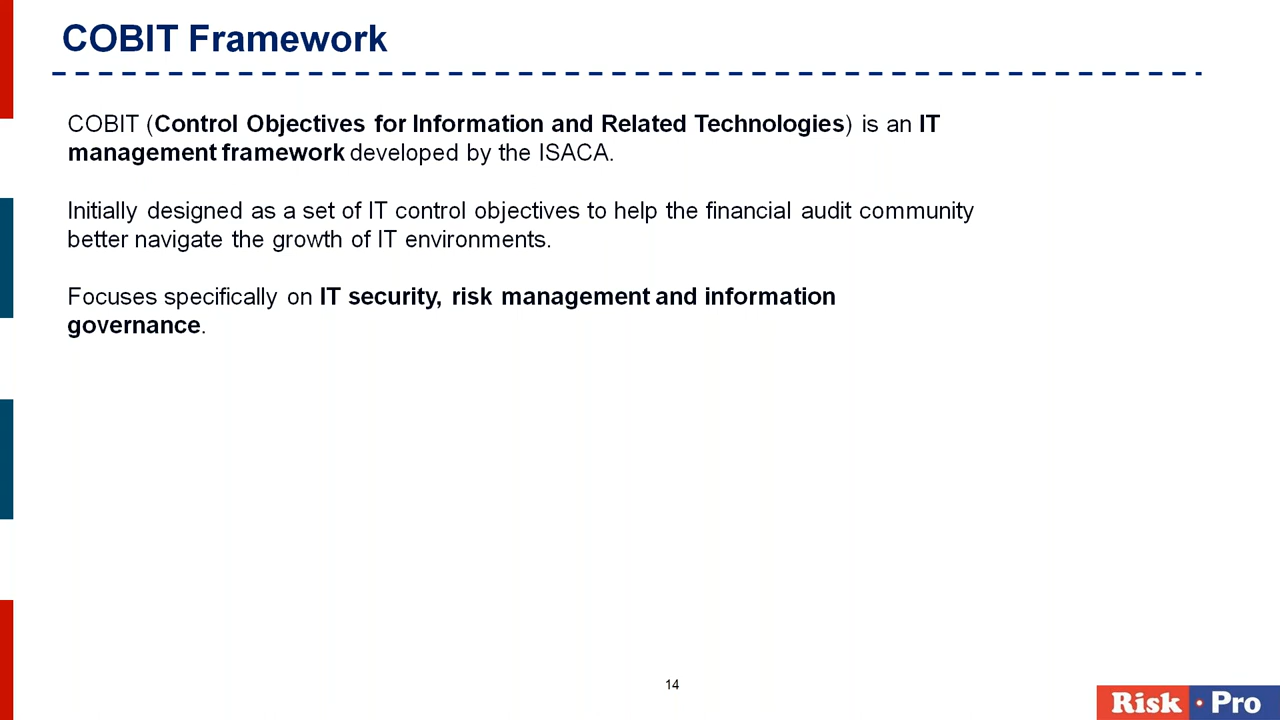 COBIT Framework
COBIT (Control Objectives for Information and Related Technologies) is an IT
management framework developed by the ISACA.
Initially designed as a set of IT control objectives to help the financial audit community
better navigate the growth of IT environments.
Focuses specifically on IT security, risk management and information
governance.
14
Risk • Pro